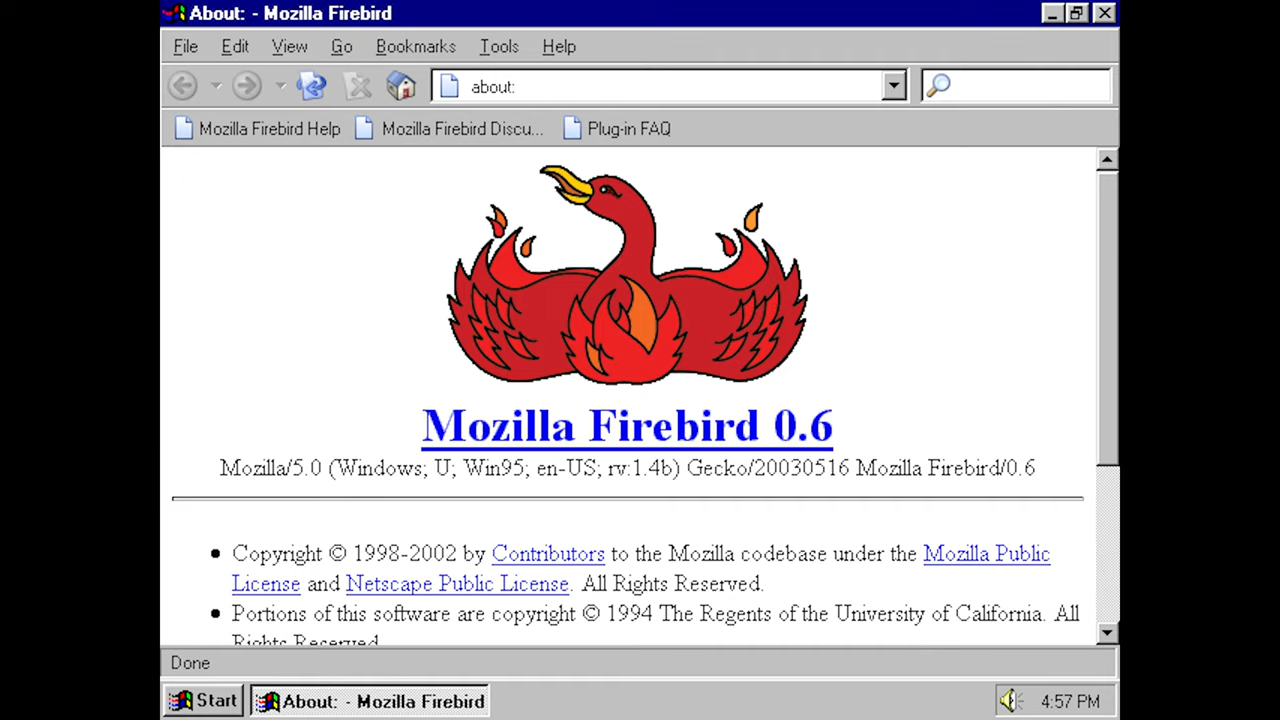 About: - Mozilla Firebird
File Edit View Go Bookmarks Tools Help
about:
Mozilla Firebird Help Mozilla Firebird Discu... Plug-in FAQ
Mozilla Firebird 0.6
Mozilla/5.0 (Windows; U; Win95; en-US; rv:1.4b) Gecko/20030516 Mozilla Firebird/0.6
Copyright © 1998-2002 by Contributors to the Mozilla codebase under the Mozilla Public
License and Netscape Public License. All Rights Reserved.
Portions of this software are copyright © 1994 The Regents of the University of California. All
Rights Reserved.
Done
Start About: - Mozilla Firebird 4:57 PM